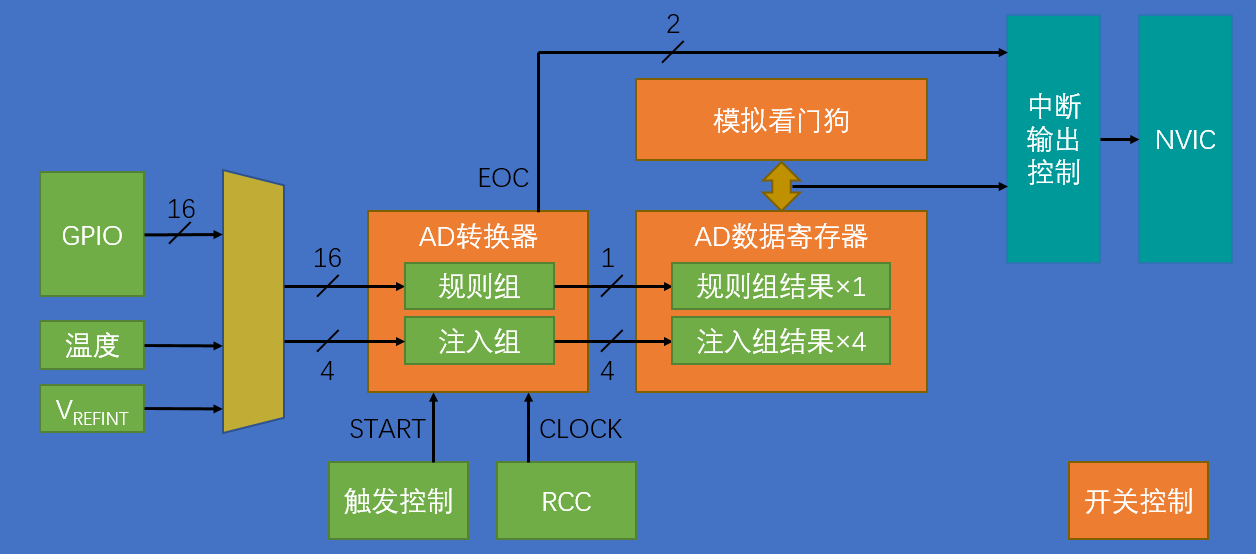 2
模拟看门狗
中断
输出
控制
NVIC
EOC
GPIO
16
AD转换器
AD数据寄存器
16
1
规则组
规则组结果×1
温度
注入组
注入组结果×4
4
4
VREFINT
START
CLOCK
触发控制
RCC
开关控制